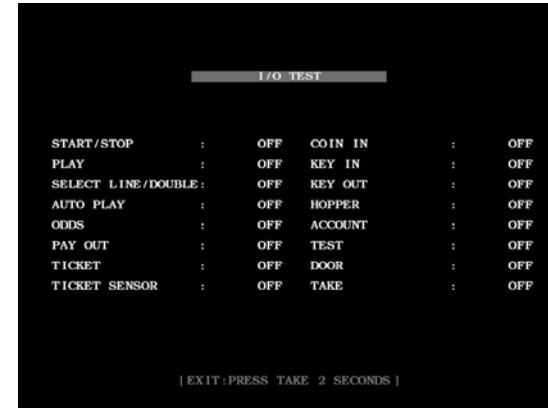 I/O TEST
START/STOP : OFF COIN IN : OFF
PLAY : OFF KEY IN : OFF
SELECT LINE/DOUBLE: OFF KEY OUT : OFF
AUTO PLAY : OFF HOPPER : OFF
ODDS : OFF ACCOUNT : OFF
PAY OUT : OFF TEST : OFF
TICKET : OFF DOOR : OFF
TICKET SENSOR : OFF TAKE : OFF
[EXIT:PRESS TAKE 2 SECONDS]